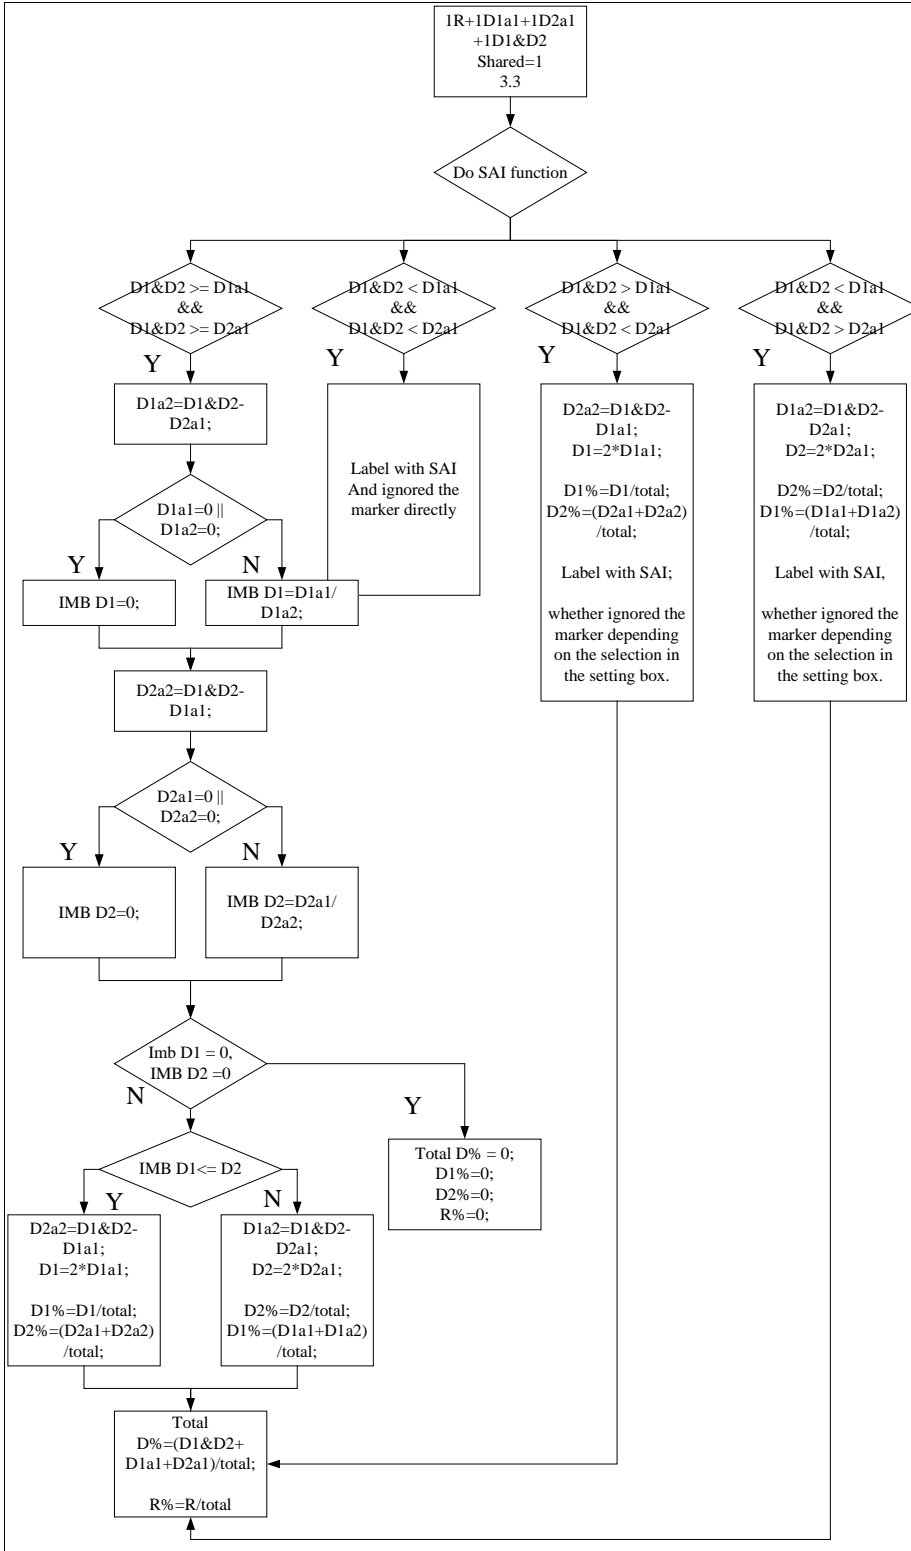 1R+1D1a1+1D2a1
+1D1&D2
Shared=1
3.3
Do SAI function
D1&D2 >= D1a1
&&
D1&D2 >= D2a1
D1&D2 < D1a1
&&
D1&D2 < D2a1
D1&D2 > D1a1
&&
D1&D2 < D2a1
D1&D2 < D1a1
&&
D1&D2 > D2a1
Y
Y
Y
Y
D1a2=D1&D2-
D2a1;
Label with SAI
And ignored the
marker directly
D2a2=D1&D2-
D1a1;
D1=2*D1a1;
D1%=D1/total;
D2%=(D2a1+D2a2)
/total;
Label with SAI;
whether ignored the
marker depending
on the selection in
the setting box.
D1a2=D1&D2-
D2a1;
D2=2*D2a1;
D2%=D2/total;
D1%=(D1a1+D1a2)
/total;
Label with SAI,
whether ignored the
marker depending
on the selection in
the setting box.
D1a1=0 ||
D1a2=0;
Y
N
IMB D1=0;
IMB D1=D1a1/
D1a2;
D2a2=D1&D2-
D1a1;
D2a1=0 ||
D2a2=0;
Y
N
IMB D2=0;
IMB D2=D2a1/
D2a2;
Imb D1 = 0,
IMB D2 =0
N
Y
Total D% = 0;
D1%=0;
D2%=0;
R%=0;
IMB D1<= D2
Y
N
D2a2=D1&D2-
D1a1;
D1=2*D1a1;
D1%=D1/total;
D2%=(D2a1+D2a2)
/total;
D1a2=D1&D2-
D2a1;
D2=2*D2a1;
D2%=D2/total;
D1%=(D1a1+D1a2)
/total;
Total
D%=(D1&D2+
D1a1+D2a1)/total;
R%=R/total